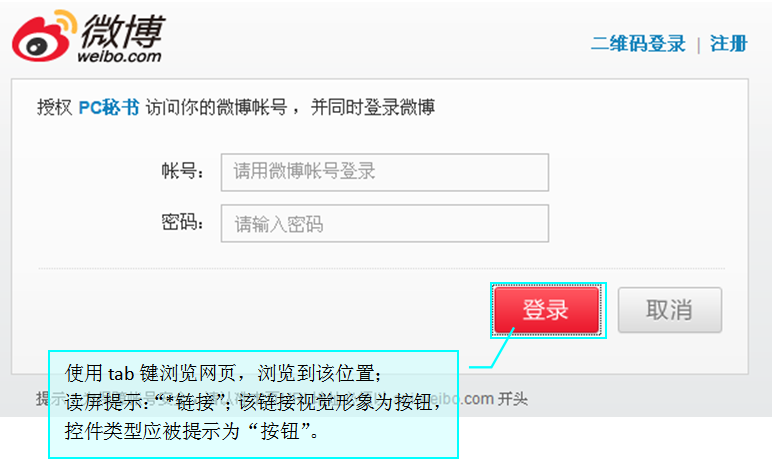 微博
weibo.com
二维码登录 | 注册
授权 PC秘书 访问你的微博帐号，并同时登录微博
帐号： 请用微博帐号登录
密码： 请输入密码
登录 取消
使用 tab 键浏览网页，浏览到该位置；
读屏提示：“*链接”；该链接视觉形象为按钮，
控件类型应被提示为“按钮”。
提示 eibo.com 开头